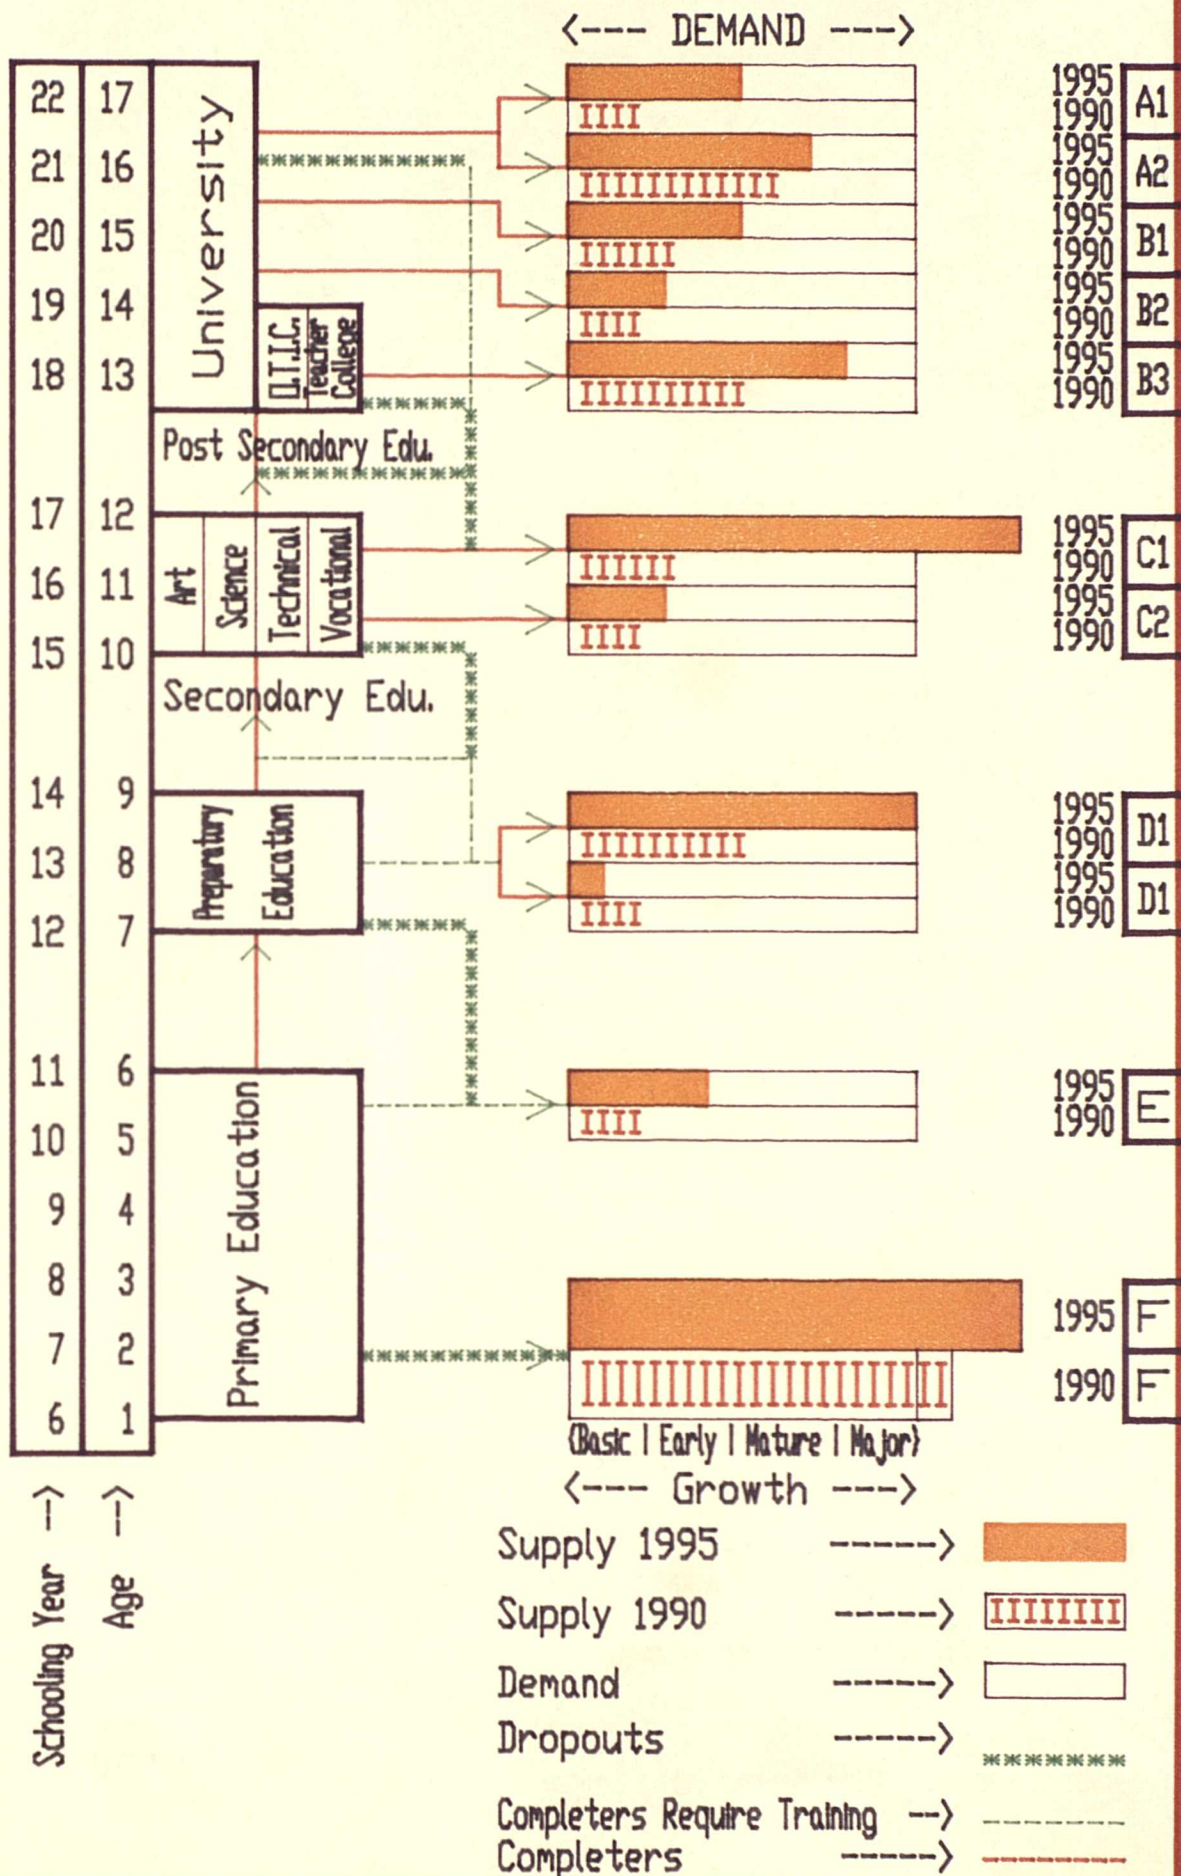 <--- DEMAND --->
22 17
21 16
20 15
19 14
18 13
17 12
16 11
15 10
14 9
13 8
12 7
11 6
10 5
9 4
8 3
7 2
6 1
Schooling Year -->
Age -->
University
O.T.I.C.
Teacher College
Post Secondary Edu.
Art
Science
Technical
Vocational
Secondary Edu.
Preparatory Education
Primary Education
1995
1990 A1
IIII
1995
1990 A2
IIIIIIIIIIII
1995
1990 B1
IIIIII
1995
1990 B2
IIII
1995
1990 B3
IIIIIIIIII
1995
1990 C1
IIIIII
1995
1990 C2
IIII
1995
1990 D1
IIIIIIIIII
1995
1990 D1
IIII
1995
1990 E
IIII
1995 F
1990 F
{Basic | Early | Mature | Major}
<--- Growth --->
Supply 1995 ----->
Supply 1990 -----> IIIIIIII
Demand ----->
Dropouts -----> *******
Completers Require Training -->
Completers ----->